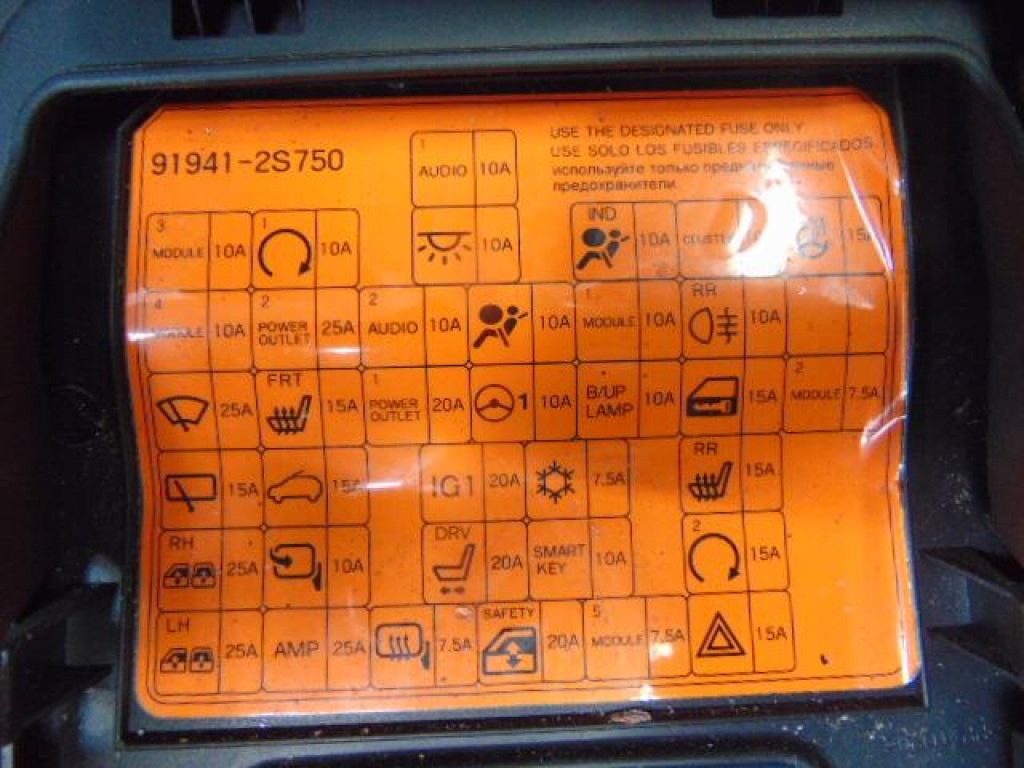 91941-2S750
1 AUDIO 10A
USE THE DESIGNATED FUSE ONLY
USE SOLO LOS FUSIBLES ESPECIFICADOS
используйте только
предохранители.
3 MODULE 10A 1 10A 10A IND 10A 15A
4 MODULE 10A 2 POWER OUTLET 25A 2 AUDIO 10A 10A 1 MODULE 10A RR 10A
25A FRT 15A 1 POWER OUTLET 20A 1 10A B/UP LAMP 10A 15A 2 MODULE 7.5A
15A 15A IG1 20A 7.5A RR 15A
RH 25A 10A DRV 20A SMART KEY 10A 2 15A
LH 25A AMP 25A 7.5A SAFETY 20A 5 MODULE 7.5A 15A